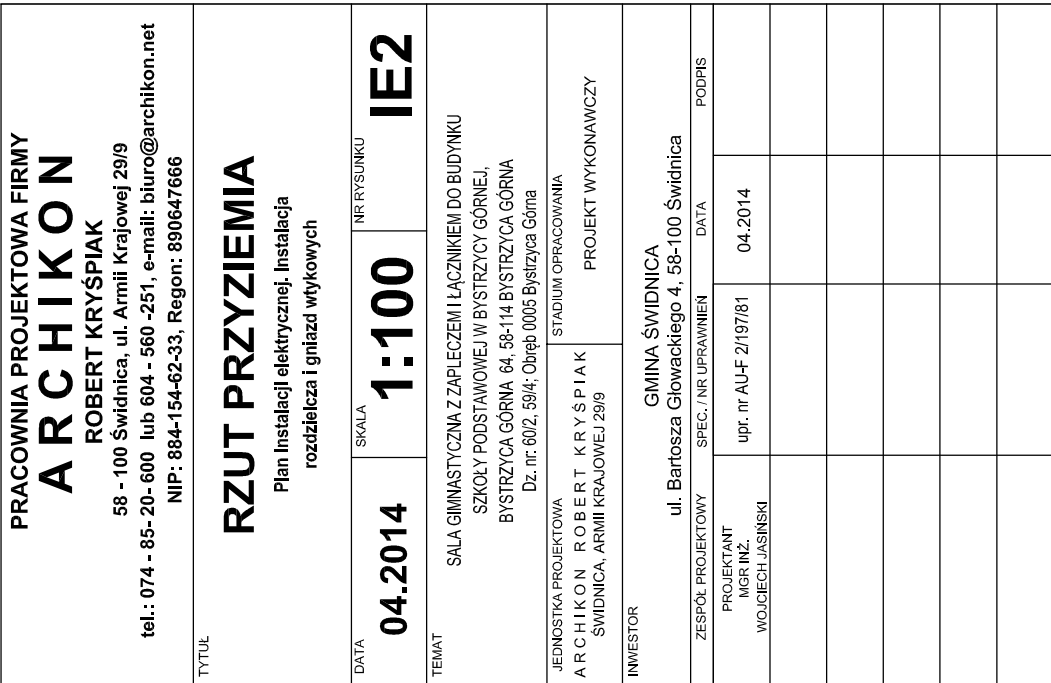 PRACOWNIA PROJEKTOWA FIRMY
ARCHIKON
ROBERT KRYŚPIAK
58 - 100 Świdnica, ul. Armii Krajowej 29/9
tel.: 074 - 85- 20- 600 lub 604 - 560 -251, e-mail: biuro@archikon.net
NIP: 884-154-62-33, Regon: 890647666
TYTUŁ
RZUT PRZYZIEMIA
Plan Instalacji elektrycznej. Instalacja
rozdzielcza i gniazd wtykowych
DATA
04.2014
SKALA
1:100
NR RYSUNKU
IE2
TEMAT
SALA GIMNASTYCZNA Z ZAPLECZEM I ŁĄCZNIKIEM DO BUDYNKU
SZKOŁY PODSTAWOWEJ W BYSTRZYCY GÓRNEJ,
BYSTRZYCA GÓRNA 64, 58-114 BYSTRZYCA GÓRNA
Dz. nr: 60/2, 59/4; Obręb 0005 Bystrzyca Górna
JEDNOSTKA PROJEKTOWA
ARCHIKON ROBERT KRYŚPIAK
ŚWIDNICA, ARMII KRAJOWEJ 29/9
STADIUM OPRACOWANIA
PROJEKT WYKONAWCZY
INWESTOR
GMINA ŚWIDNICA
ul. Bartosza Głowackiego 4, 58-100 Świdnica
ZESPÓŁ PROJEKTOWY
SPEC. / NR UPRAWNIEŃ
DATA
PODPIS
PROJEKTANT
MGR INŻ.
WOJCIECH JASIŃSKI
upr. nr AU-F 2/197/81
04.2014